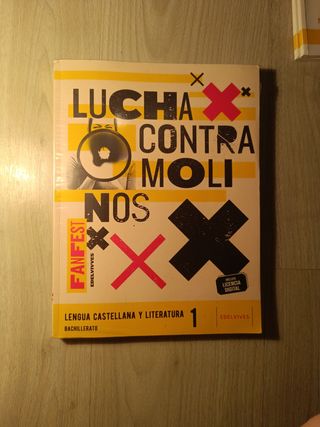 LUCHA
CONTRA
MOLI
NOS
FANFEST
EDELVIVES
INCLUYE
LICENCIA
DIGITAL
LENGUA CASTELLANA Y LITERATURA 1
BACHILLERATO
EDELVIVES